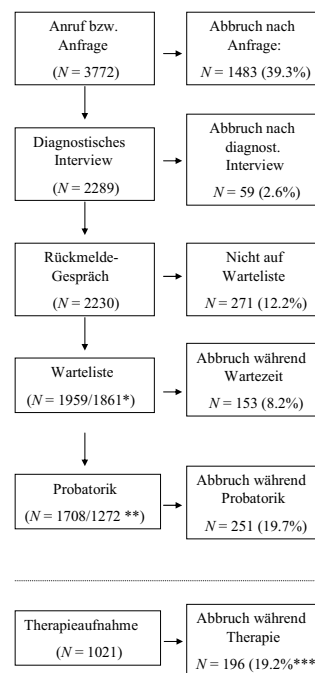 Anruf bzw.
Anfrage
(N = 3772)
Abbruch nach
Anfrage:
N = 1483 (39.3%)
Diagnostisches
Interview
(N = 2289)
Abbruch nach
diagnost.
Interview
N = 59 (2.6%)
Rückmelde-
Gespräch
(N = 2230)
Nicht auf
Warteliste
N = 271 (12.2%)
Warteliste
(N = 1959/1861*)
Abbruch während
Wartezeit
N = 153 (8.2%)
Probatorik
(N = 1708/1272 **)
Abbruch während
Probatorik
N = 251 (19.7%)
Therapieaufnahme
(N = 1021)
Abbruch während
Therapie
N = 196 (19.2%***